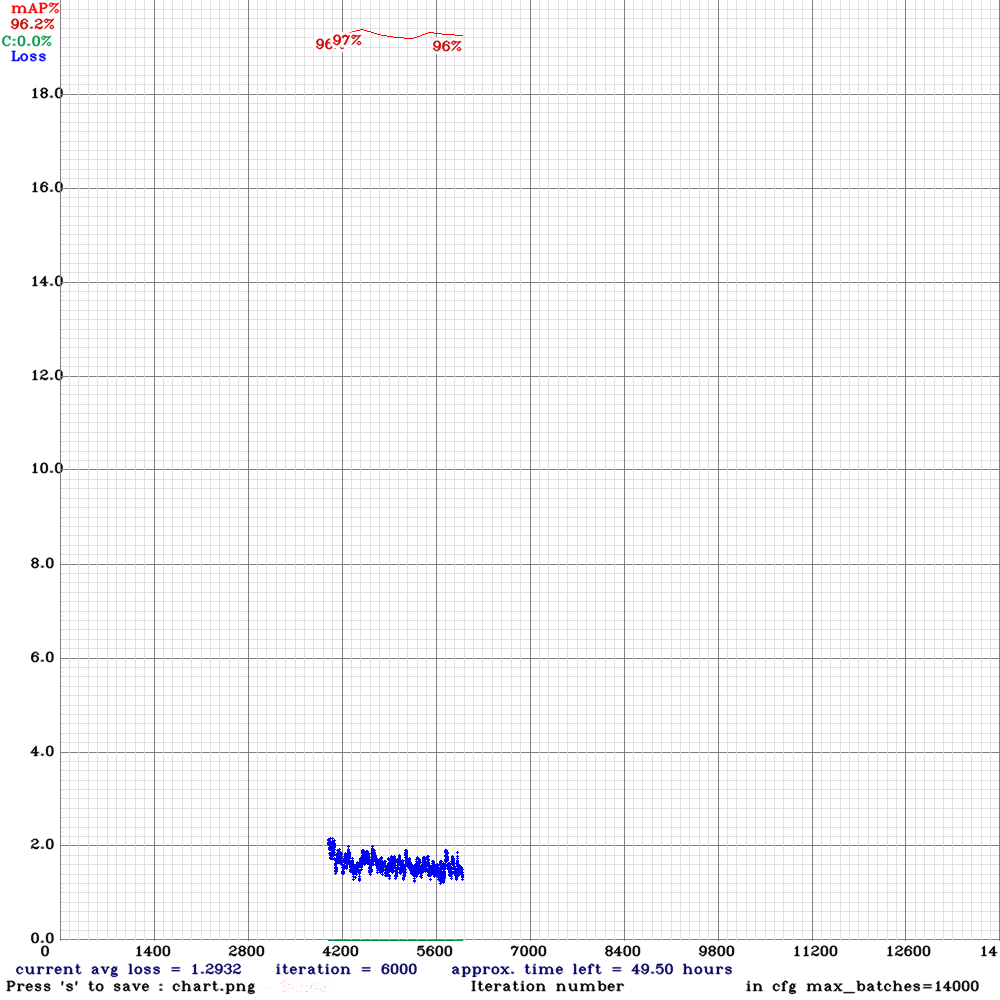 mAP%
96.2%
C:0.0%
Loss
97%
96%
18.0
16.0
14.0
12.0
10.0
8.0
6.0
4.0
2.0
0.0
0 1400 2800 4200 5600 7000 8400 9800 11200 12600 14
current avg loss = 1.2932 iteration = 6000 approx. time left = 49.50 hours
Press 's' to save : chart.png Iteration number in cfg max_batches=14000